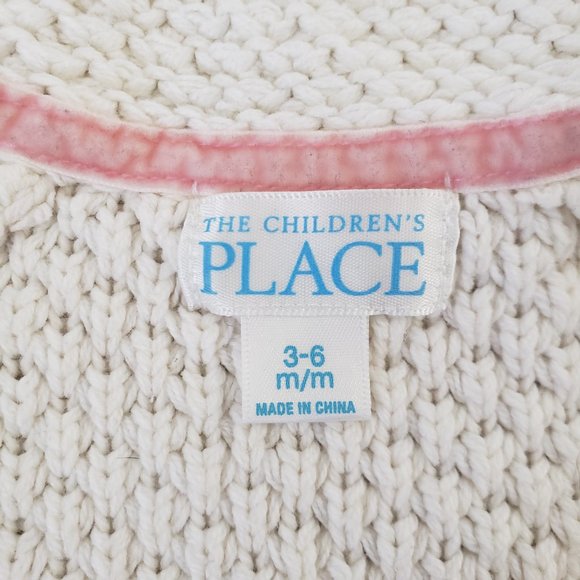 THE CHILDREN'S
PLACE
3-6
m/m
MADE IN CHINA